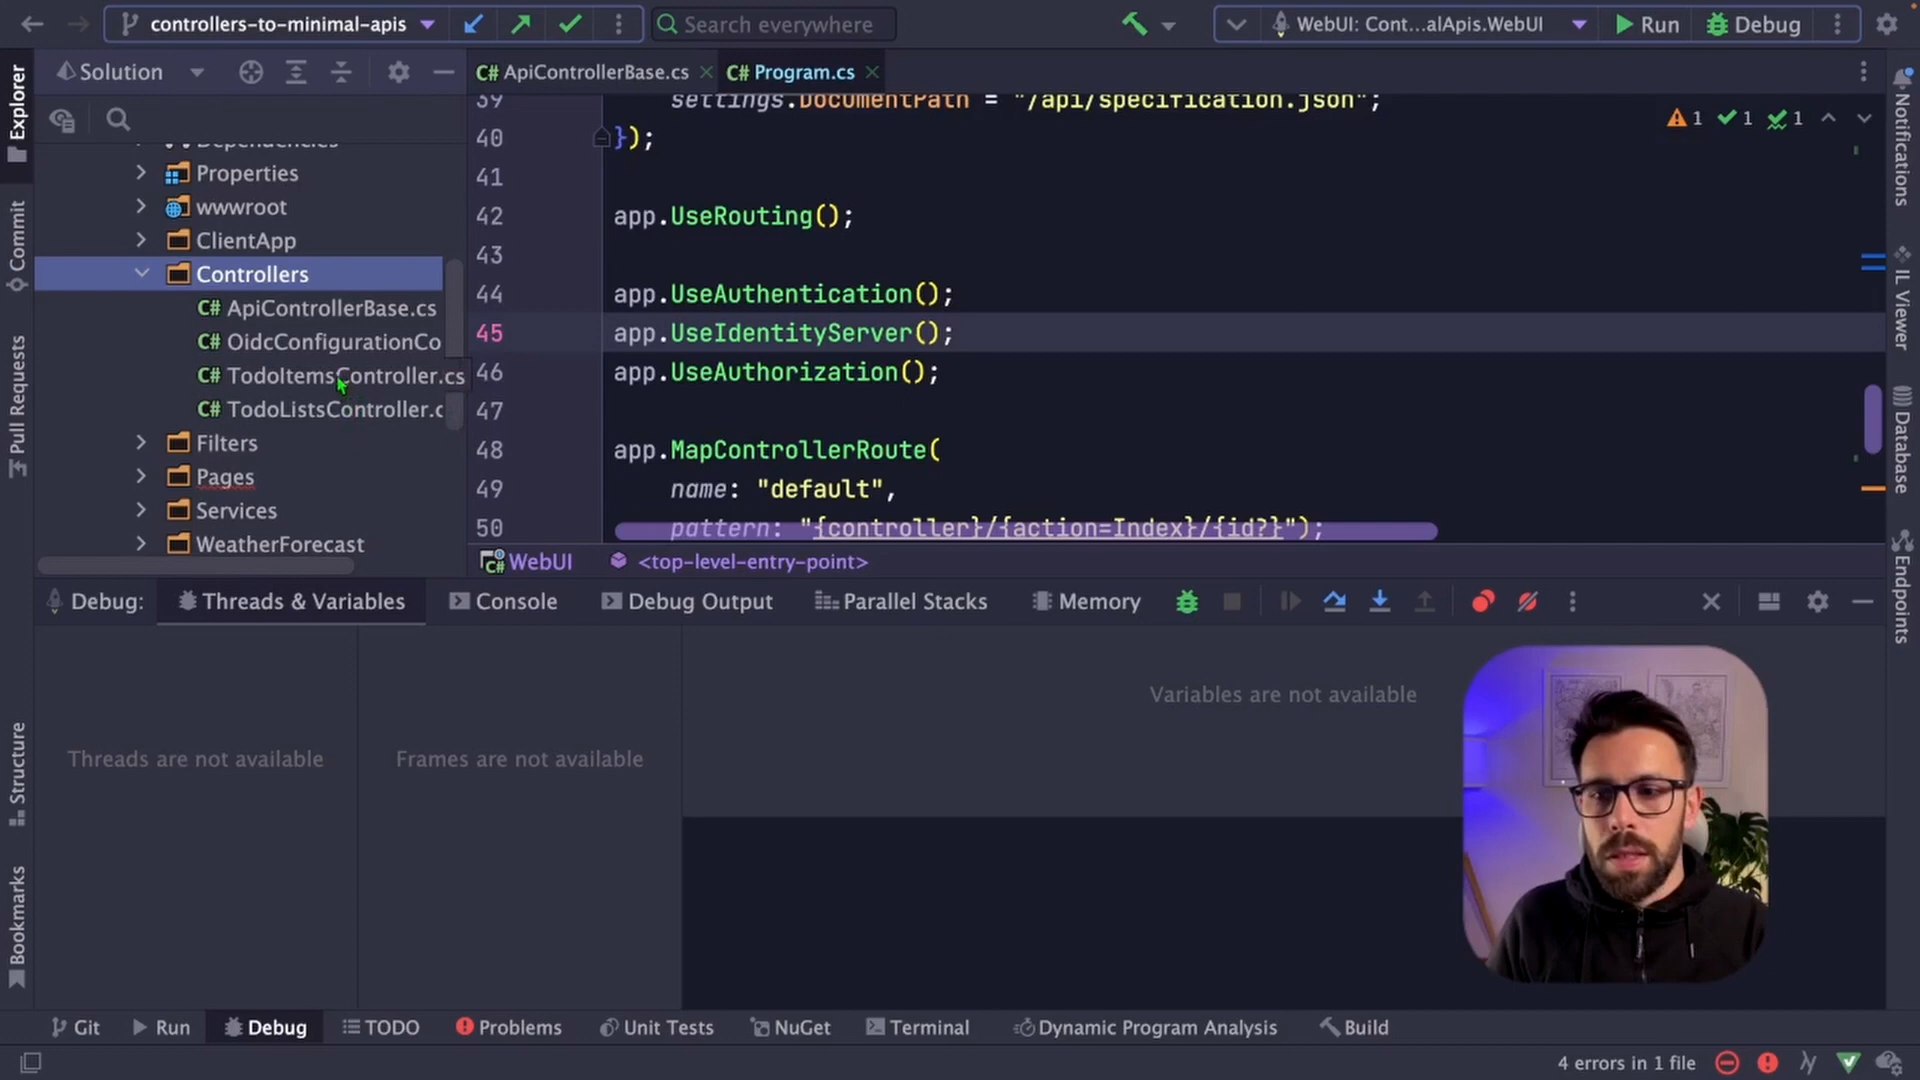 controllers-to-minimal-apis
Search everywhere
WebUI: Cont...alApis.WebUI
Run
Debug
Explorer
Commit
Pull Requests
Structure
Bookmarks
Solution
Dependencies
Properties
wwwroot
ClientApp
Controllers
C# ApiControllerBase.cs
C# OidcConfigurationCo
C# TodoItemsController.cs
C# TodoListsController.c
Filters
Pages
Services
WeatherForecast
C# ApiControllerBase.cs
C# Program.cs
39 settings.DocumentPath = "/api/specification.json";
40 });
41
42 app.UseRouting();
43
44 app.UseAuthentication();
45 app.UseIdentityServer();
46 app.UseAuthorization();
47
48 app.MapControllerRoute(
49 name: "default",
50 pattern: "{controller}/{action=Index}/{id?}");
1 1 1
C# WebUI <top-level-entry-point>
Notifications
IL Viewer
Database
Endpoints
Debug:
Threads & Variables
Console
Debug Output
Parallel Stacks
Memory
Threads are not available
Frames are not available
Variables are not available
Git
Run
Debug
TODO
Problems
Unit Tests
NuGet
Terminal
Dynamic Program Analysis
Build
4 errors in 1 file